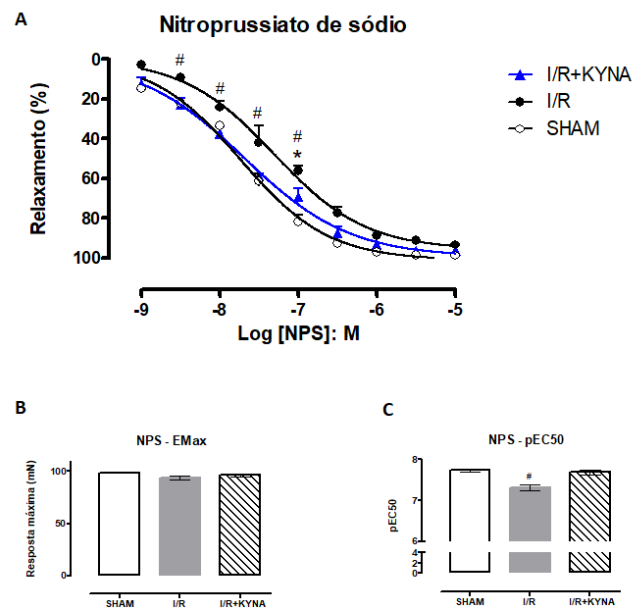 A
Nitroprussiato de sódio
0
20
40
60
80
100
Relaxamento (%)
#
#
#
#
*
I/R+KYNA
I/R
SHAM
-9
-8
-7
-6
-5
Log [NPS]: M
B
NPS - EMax
Resposta máxima (mN)
100
50
0
SHAM
I/R
I/R+KYNA
C
NPS - pEC50
pEC50
8
7
6
4
2
0
#
SHAM
I/R
I/R+KYNA